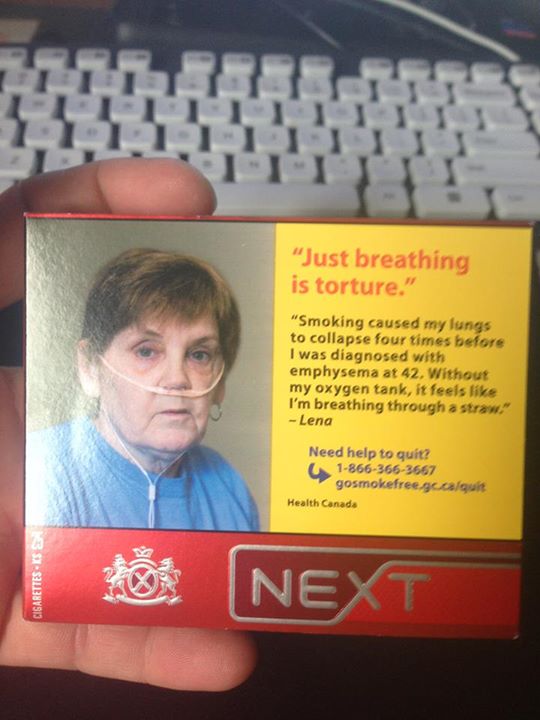 “Just breathing
is torture.”
“Smoking caused my lungs
to collapse four times before
I was diagnosed with
emphysema at 42. Without
my oxygen tank, it feels like
I’m breathing through a straw.”
– Lena
Need help to quit?
1-866-366-3667
gosmokefree.gc.ca/quit
Health Canada
CIGARETTES • KS
NEXT